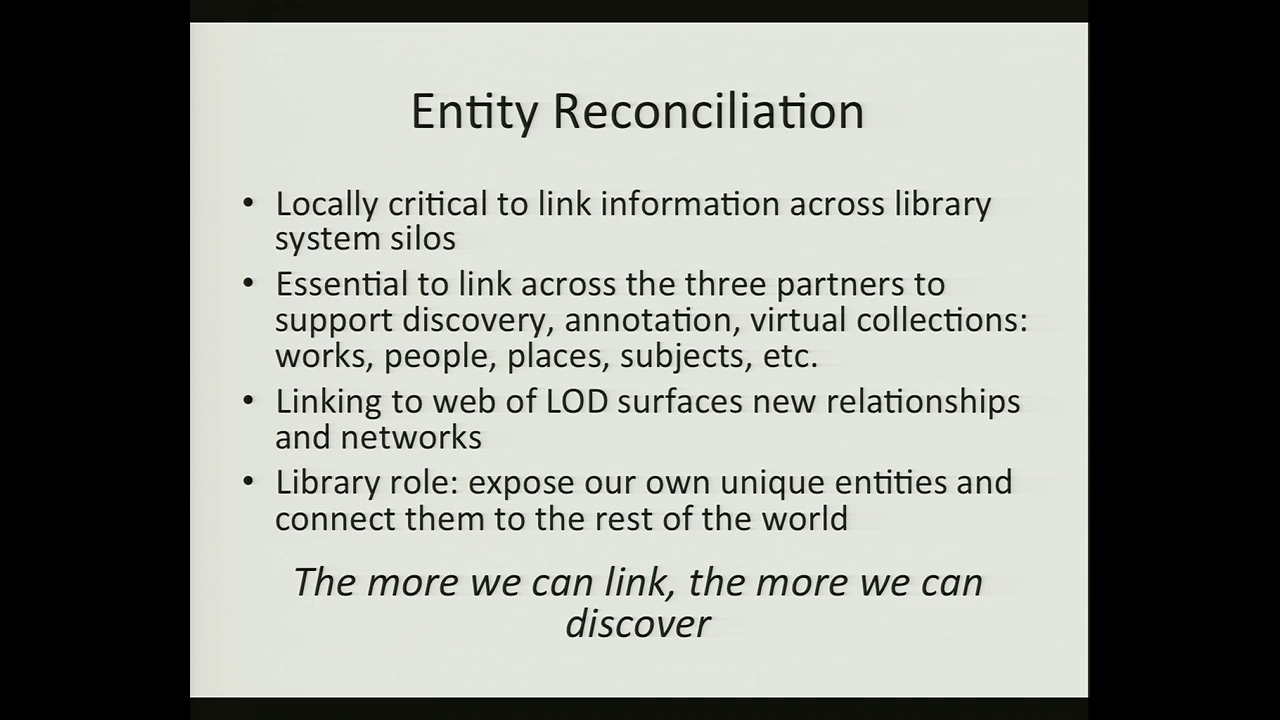 Entity Reconciliation
• Locally critical to link information across library
system silos
• Essential to link across the three partners to
support discovery, annotation, virtual collections:
works, people, places, subjects, etc.
• Linking to web of LOD surfaces new relationships
and networks
• Library role: expose our own unique entities and
connect them to the rest of the world
The more we can link, the more we can
discover